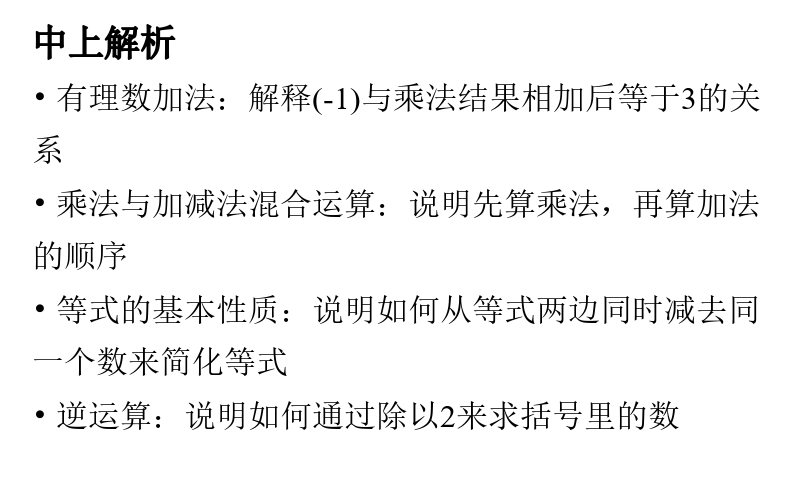 中上解析
• 有理数加法：解释(-1)与乘法结果相加后等于3的关
系
• 乘法与加减法混合运算：说明先算乘法，再算加法
的顺序
• 等式的基本性质：说明如何从等式两边同时减去同
一个数来简化等式
• 逆运算：说明如何通过除以2来求括号里的数